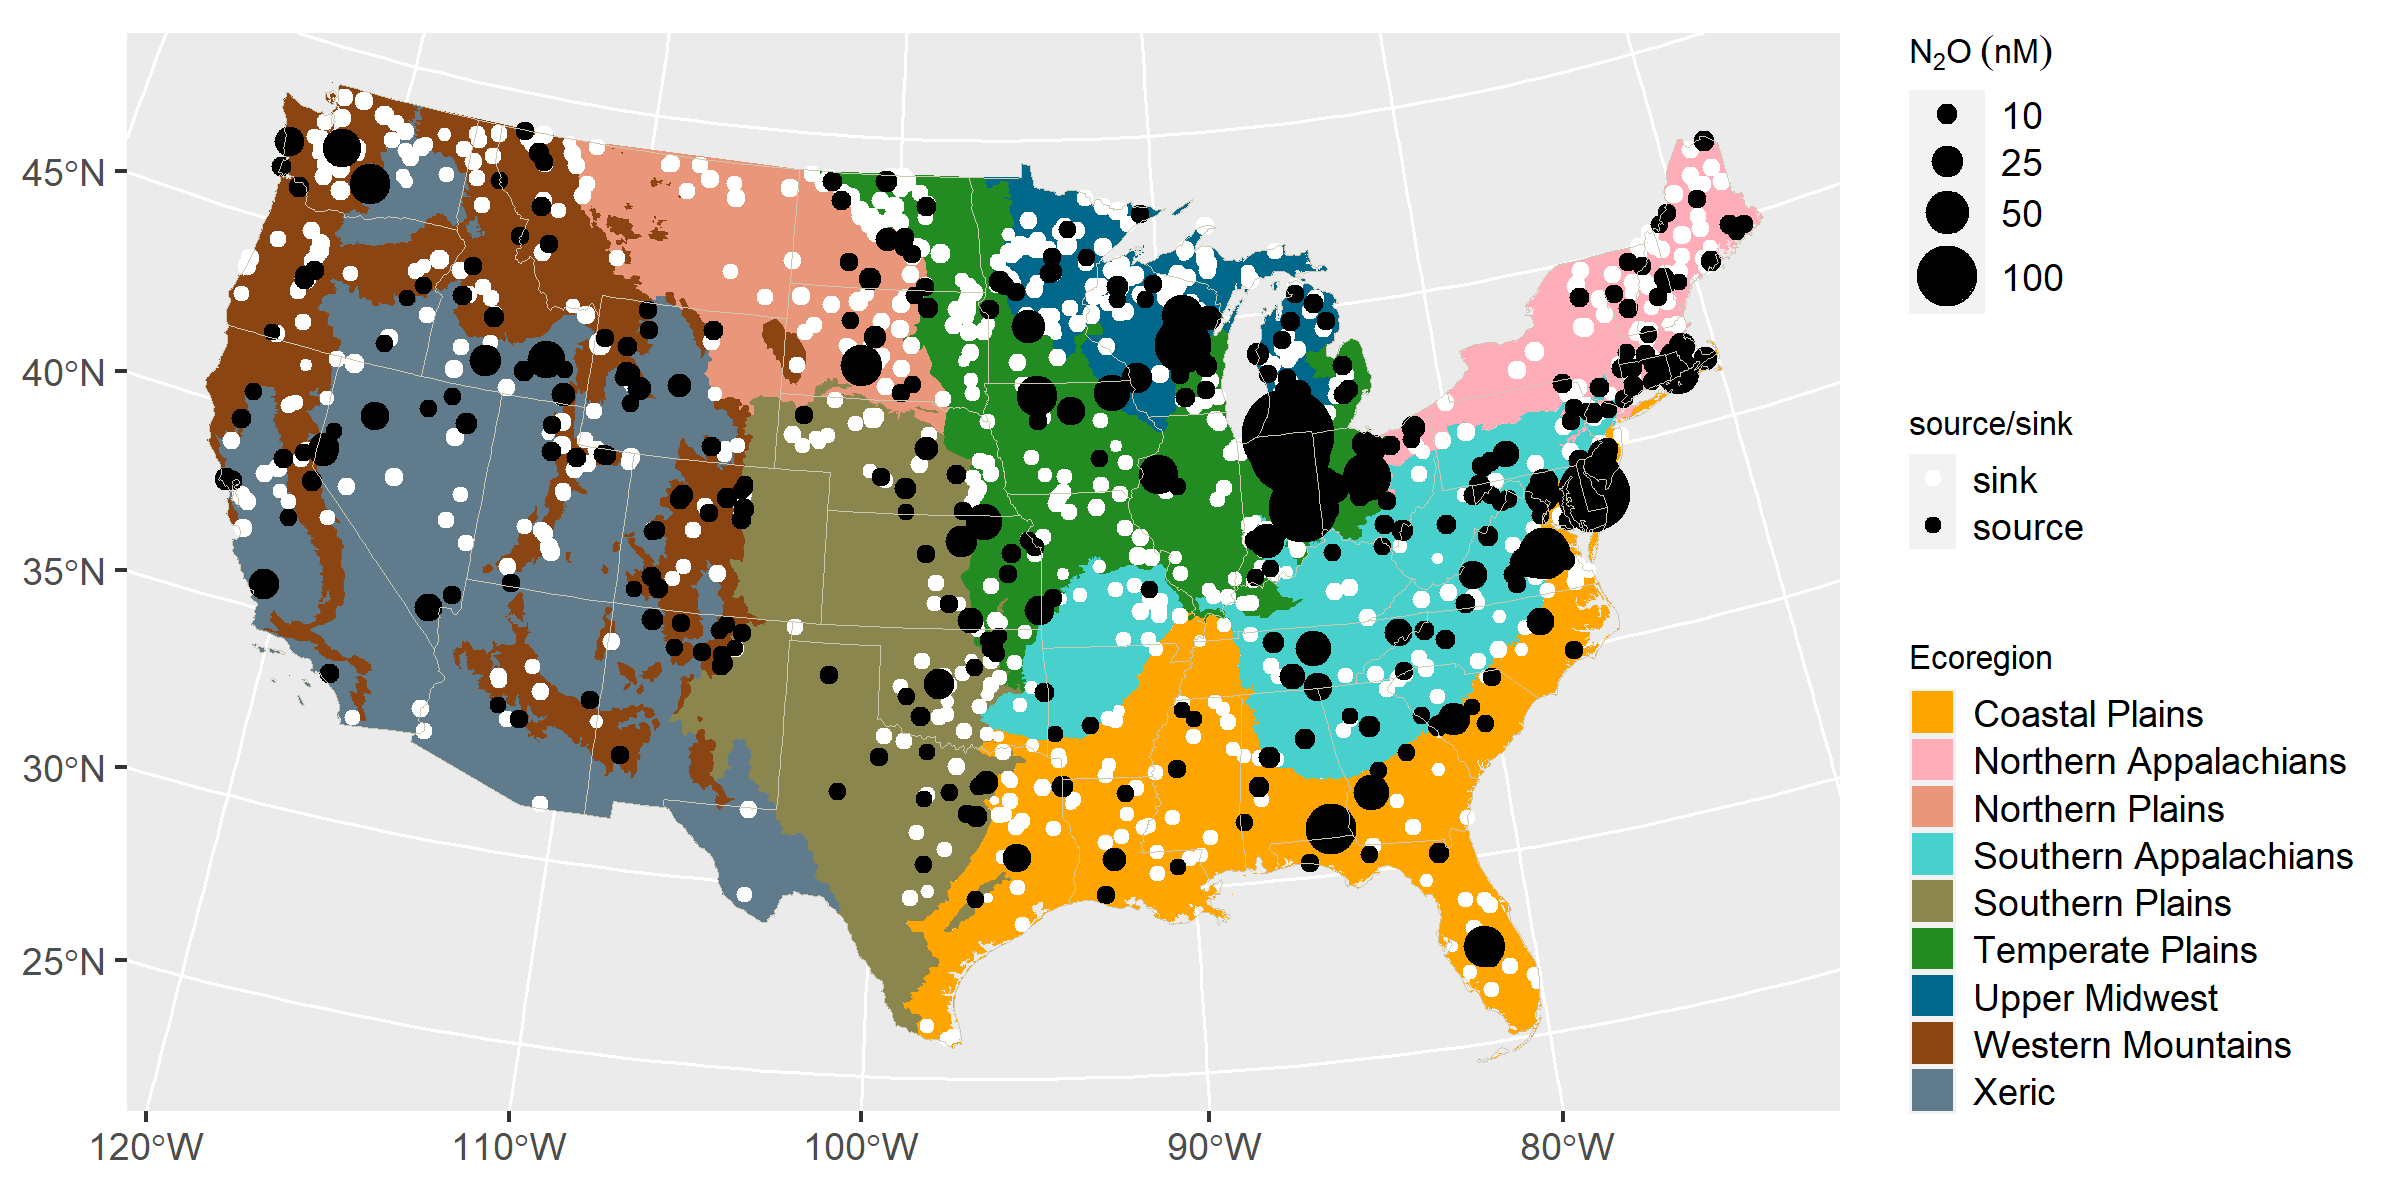 45°N
40°N
35°N
30°N
25°N
120°W
110°W
100°W
90°W
80°W
N₂O (nM)
10
25
50
100
source/sink
sink
source
Ecoregion
Coastal Plains
Northern Appalachians
Northern Plains
Southern Appalachians
Southern Plains
Temperate Plains
Upper Midwest
Western Mountains
Xeric